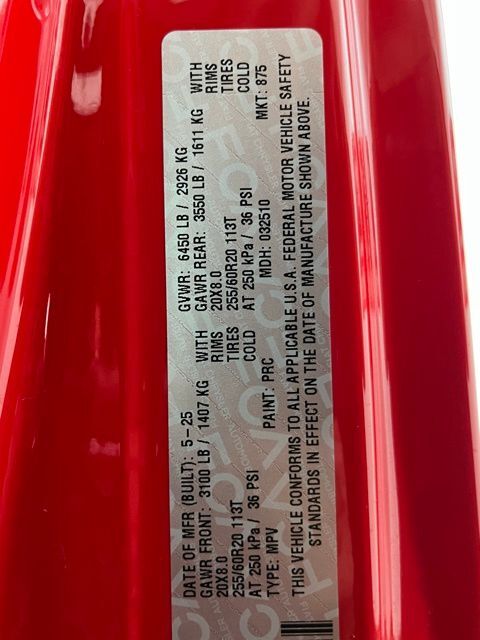 DATE OF MFR (BUILT): 5-25 GVWR: 6450 LB / 2926 KG
GAWR FRONT: 3100 LB / 1407 KG WITH GAWR REAR: 3550 LB / 1611 KG WITH
20X8.0 RIMS 20X8.0 RIMS
255/60R20 113T TIRES 255/60R20 113T TIRES
AT 250 kPa / 36 PSI COLD AT 250 kPa / 36 PSI COLD
TYPE: MPV PAINT: PRC MDH: 032510 MKT: 875
THIS VEHICLE CONFORMS TO ALL APPLICABLE U.S.A. FEDERAL MOTOR VEHICLE SAFETY
STANDARDS IN EFFECT ON THE DATE OF MANUFACTURE SHOWN ABOVE.